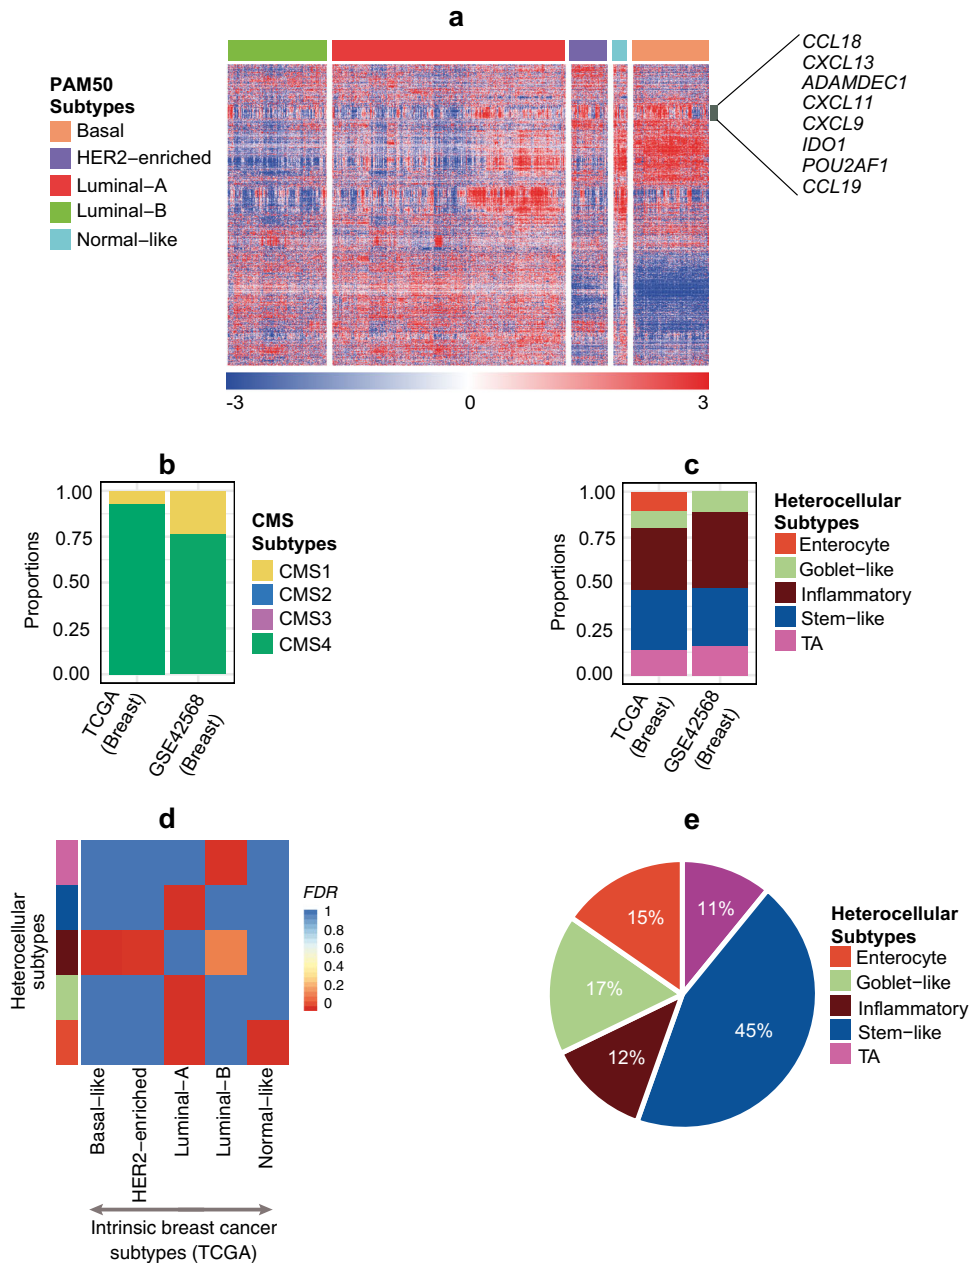 a
PAM50
Subtypes
Basal
HER2−enriched
Luminal−A
Luminal−B
Normal−like
CCL18
CXCL13
ADAMDEC1
CXCL11
CXCL9
IDO1
POU2AF1
CCL19
-3
0
3
b
Proportions
1.00
0.75
0.50
0.25
0.00
TCGA
(Breast)
GSE42568
(Breast)
CMS
Subtypes
CMS1
CMS2
CMS3
CMS4
c
Proportions
1.00
0.75
0.50
0.25
0.00
TCGA
(Breast)
GSE42568
(Breast)
Heterocellular
Subtypes
Enterocyte
Goblet−like
Inflammatory
Stem−like
TA
d
Heterocellular
subtypes
FDR
1
0.8
0.6
0.4
0.2
0
Basal−like
HER2−enriched
Luminal−A
Luminal−B
Normal−like
Intrinsic breast cancer
subtypes (TCGA)
e
15%
11%
17%
45%
12%
Heterocellular
Subtypes
Enterocyte
Goblet−like
Inflammatory
Stem−like
TA